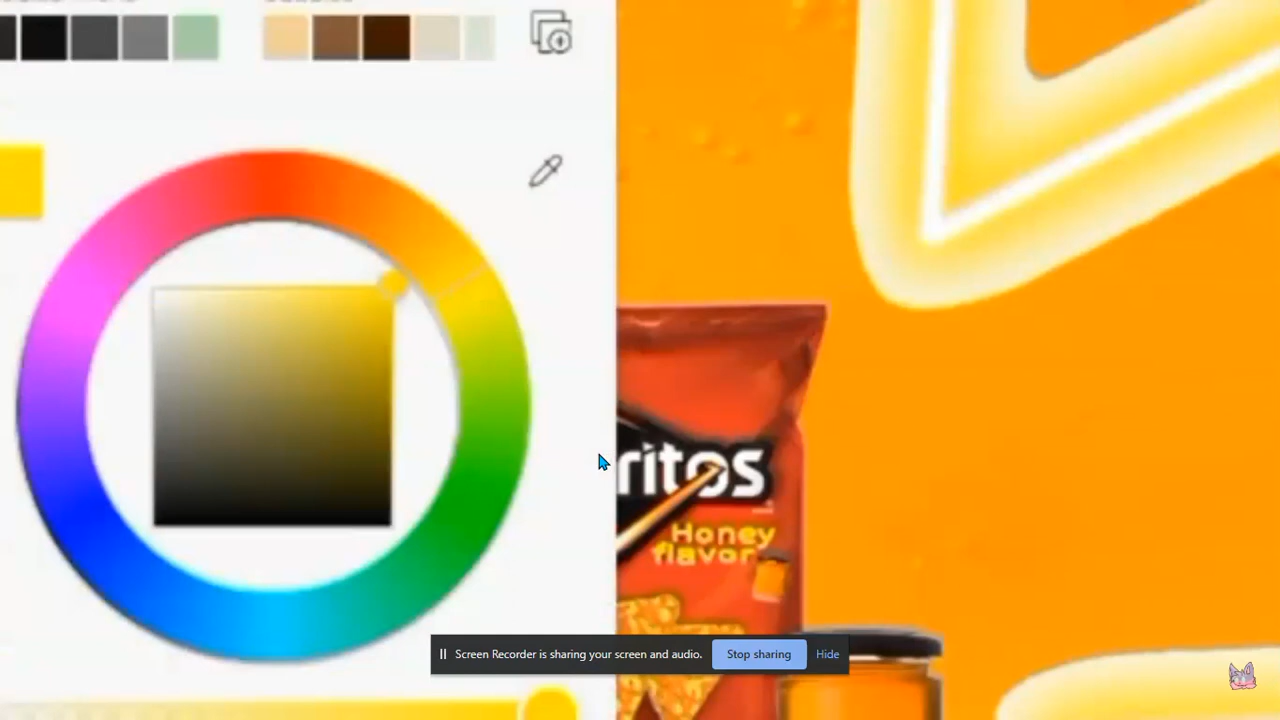 ritos
Honey
flavor
Screen Recorder is sharing your screen and audio.
Stop sharing
Hide